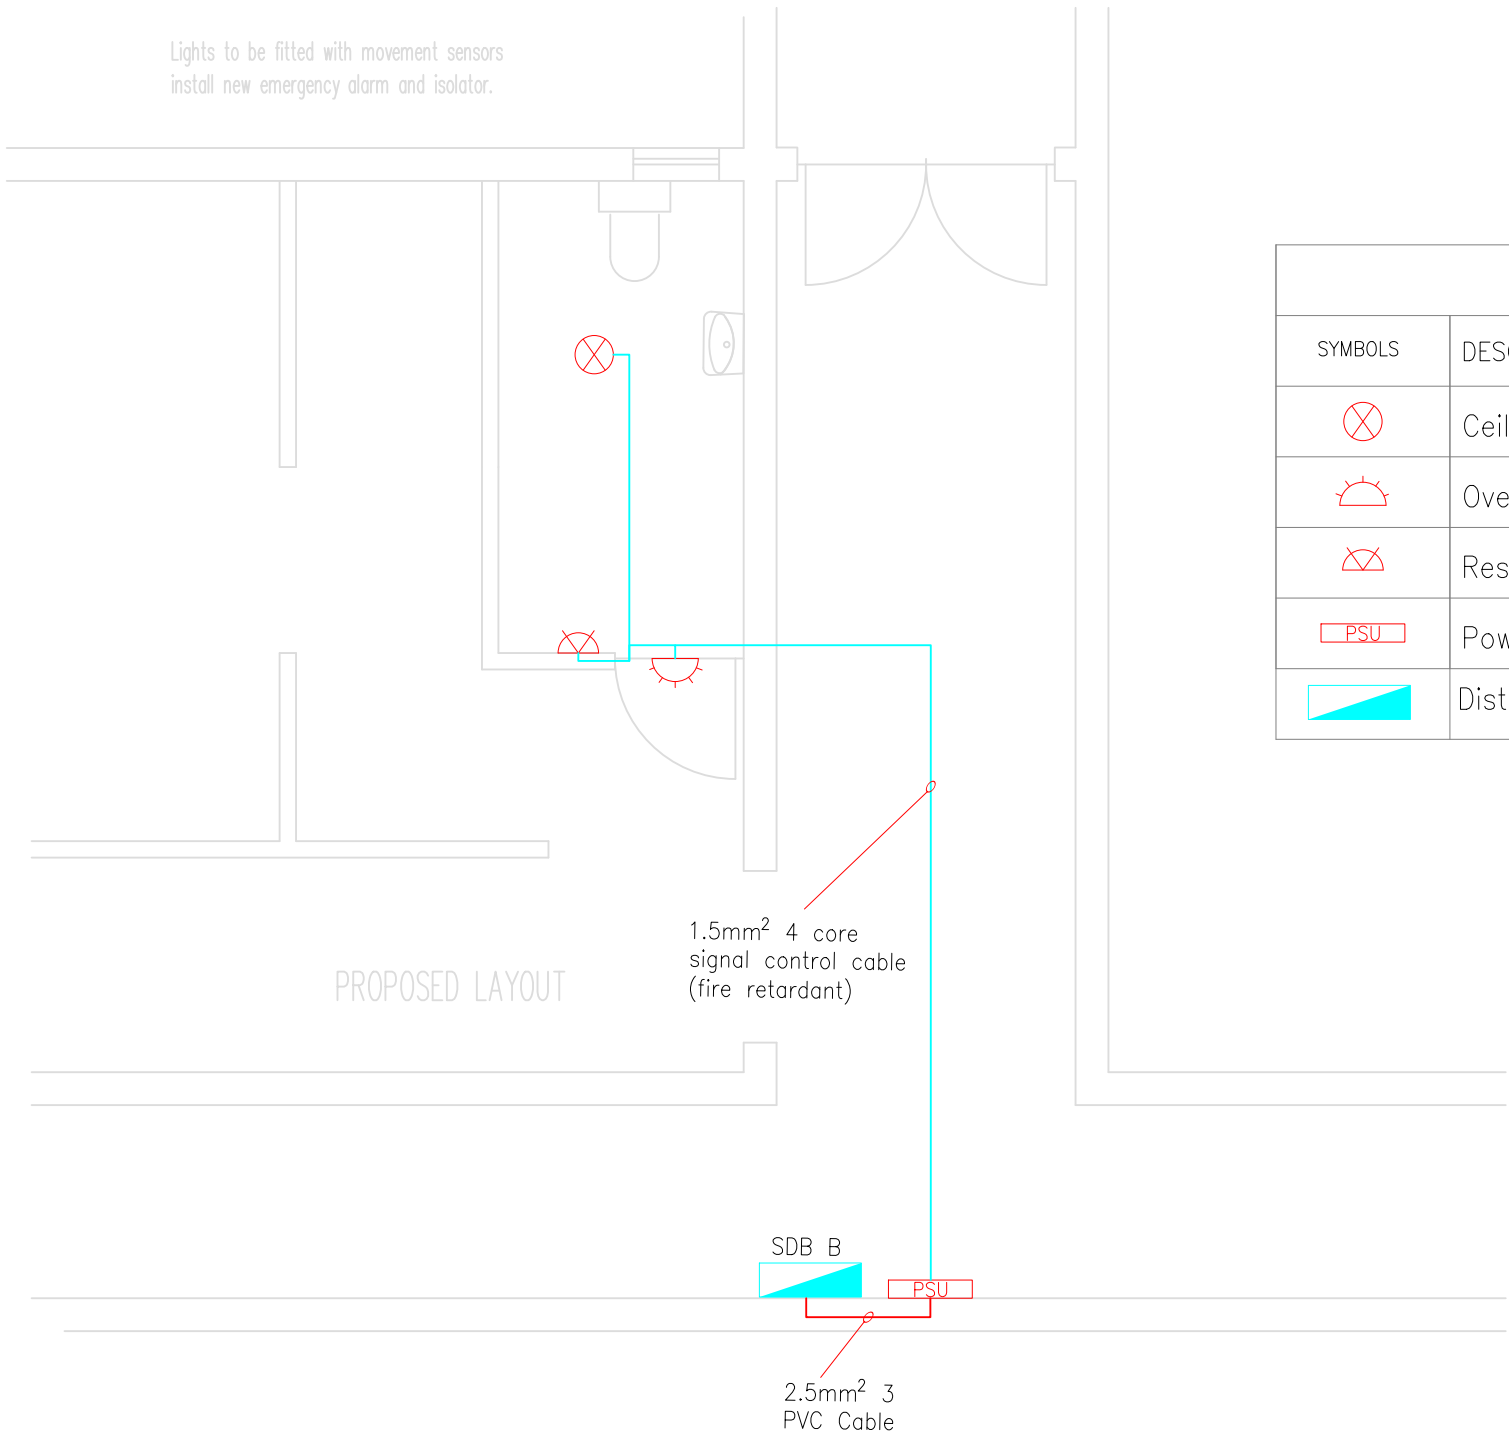 Lights to be fitted with movement sensors
install new emergency alarm and isolator.
SYMBOLS DES
Ceil
Ove
Res
PSU Pow
Dist
1.5mm² 4 core
signal control cable
(fire retardant)
PROPOSED LAYOUT
SDB B
PSU
2.5mm² 3
PVC Cable